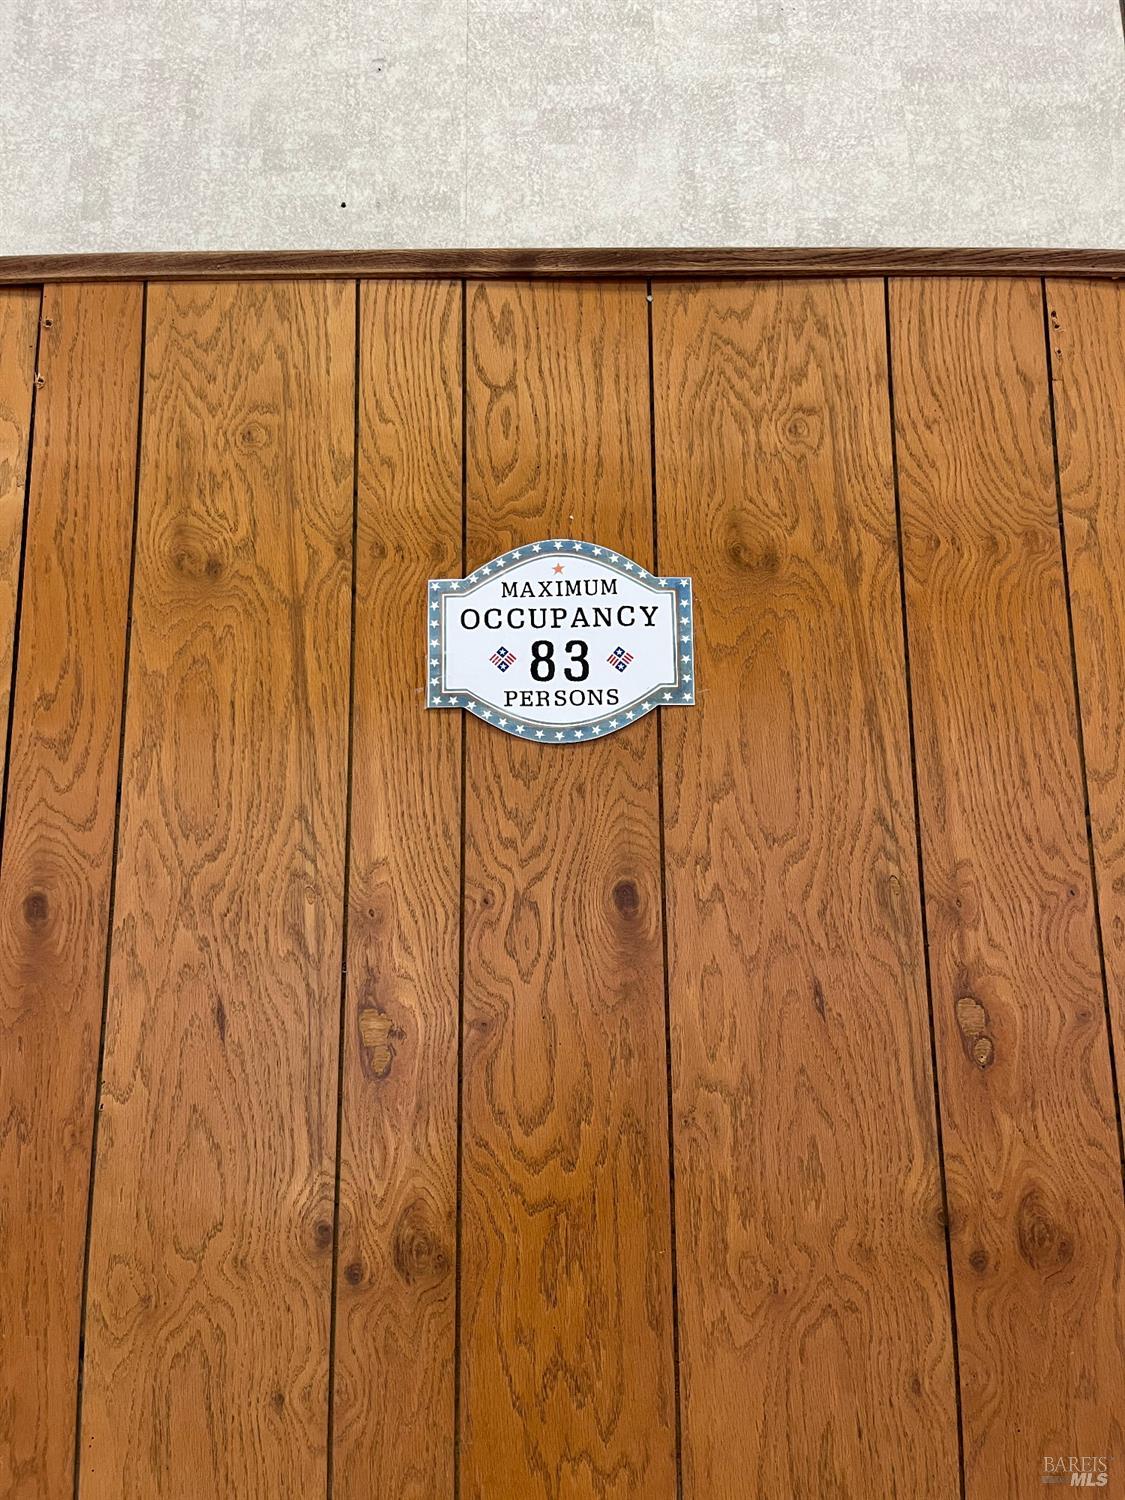 MAXIMUM
OCCUPANCY
83
PERSONS
BAREIS
MLS